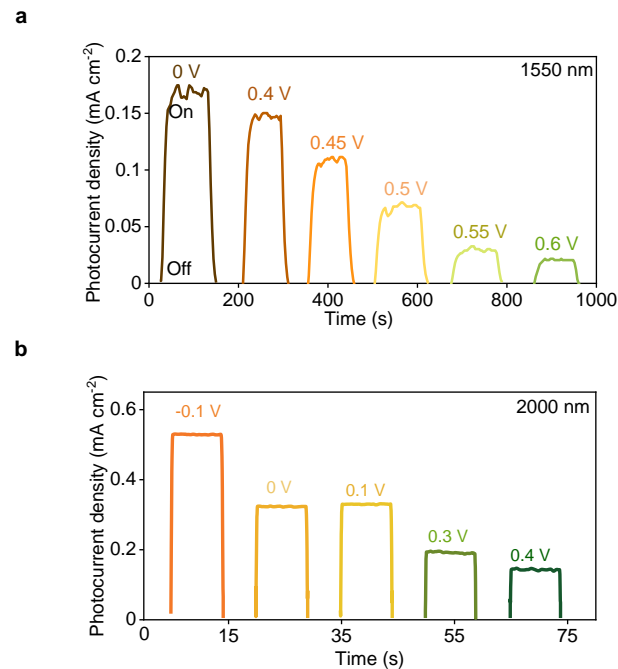 a
Photocurrent density (mA cm⁻²)
0.2
0.15
0.1
0.05
0
0 V
On
Off
0.4 V
0.45 V
0.5 V
0.55 V
0.6 V
1550 nm
0 200 400 600 800 1000
Time (s)
b
Photocurrent density (mA cm⁻²)
0.6
0.4
0.2
0
-0.1 V
0 V
0.1 V
0.3 V
0.4 V
2000 nm
0 15 35 55 75
Time (s)